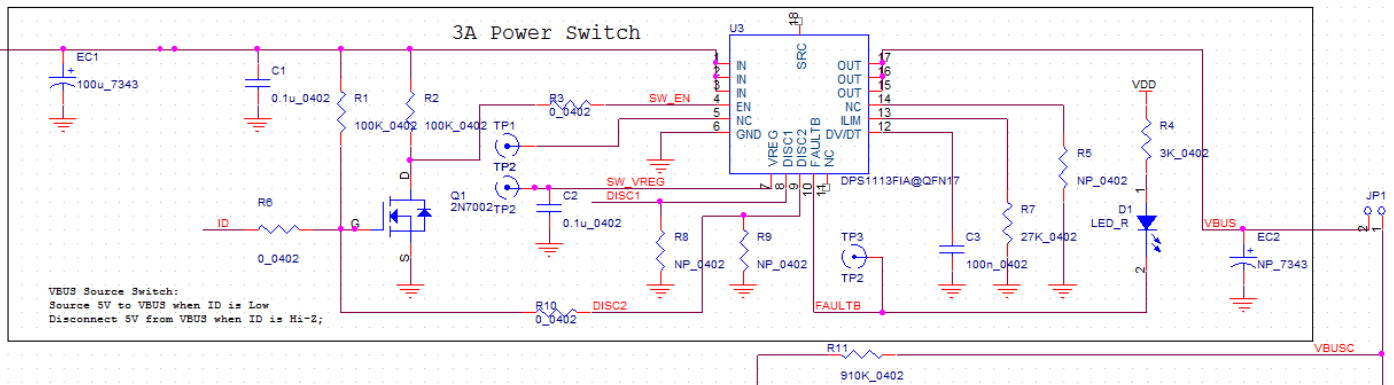 3A Power Switch
U3
18
SRC
EC1
100u_7343
C1
0.1u_0402
R1
100K_0402
R2
100K_0402
R3
0_0402
SW_EN
1
2
3
4
5
6
IN
IN
IN
EN
NC
GND
17
16
15
14
13
12
OUT
OUT
OUT
NC
ILIM
DV/DT
VREG
DISC1
DISC2
FAULTB
NC
7
8
9
10
11
DPS1113FIA@QFN17
TP1
TP2
SW_VREG
TP2
DISC1
C2
0.1u_0402
D
Q1
2N7002
G
S
R6
ID
0_0402
R8
NP_0402
R9
NP_0402
TP3
TP2
C3
100n_0402
R7
27K_0402
R5
NP_0402
VDD
R4
3K_0402
1
D1
LED_R
2
VBUS
EC2
NP_7343
JP1
2
1
VBUS Source Switch:
Source 5V to VBUS when ID is Low
Disconnect 5V from VBUS when ID is Hi-Z;
R10
0_0402
DISC2
FAULTB
R11
910K_0402
VBUSC